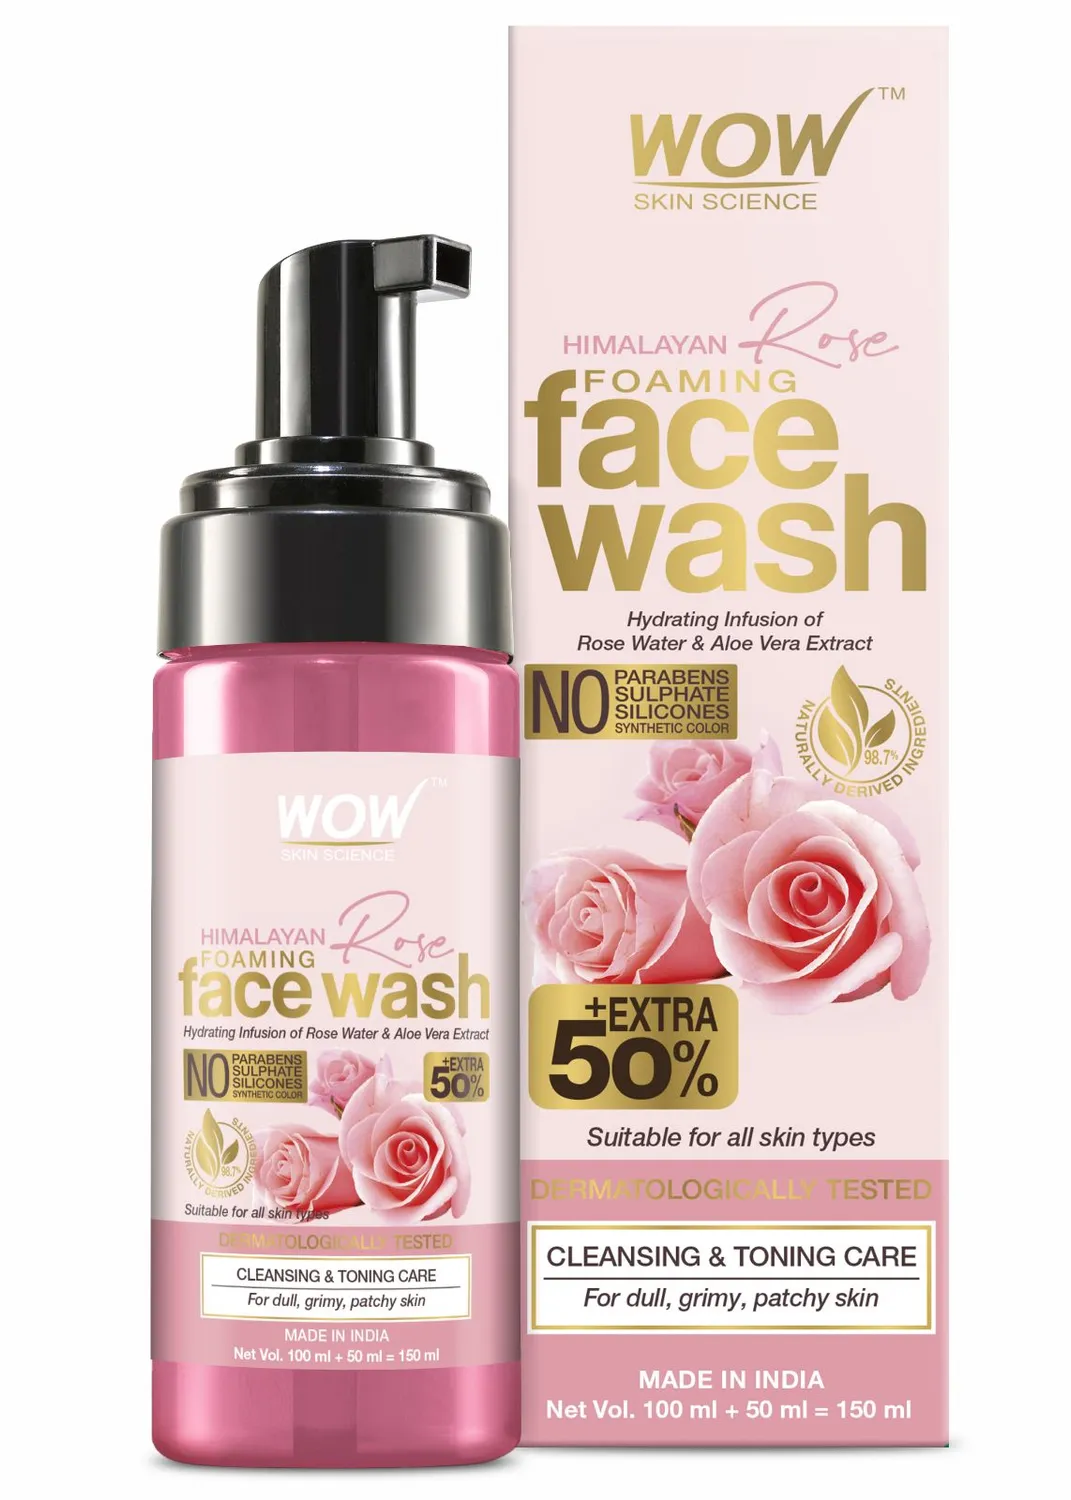 WOW™
SKIN SCIENCE
HIMALAYAN Rose
FOAMING
face
wash
Hydrating Infusion of
Rose Water & Aloe Vera Extract
NO PARABENS
SULPHATE
SILICONES
SYNTHETIC COLOR
98.7%
NATURALLY DERIVED INGREDIENTS
+EXTRA
50%
Suitable for all skin types
DERMATOLOGICALLY TESTED
CLEANSING & TONING CARE
For dull, grimy, patchy skin
MADE IN INDIA
Net Vol. 100 ml + 50 ml = 150 ml
WOW™
SKIN SCIENCE
HIMALAYAN Rose
FOAMING
face wash
Hydrating Infusion of Rose Water & Aloe Vera Extract
NO PARABENS
SULPHATE
SILICONES
SYNTHETIC COLOR
+EXTRA
50%
98.7%
NATURALLY DERIVED INGREDIENTS
Suitable for all skin types
DERMATOLOGICALLY TESTED
CLEANSING & TONING CARE
For dull, grimy, patchy skin
MADE IN INDIA
Net Vol. 100 ml + 50 ml = 150 ml